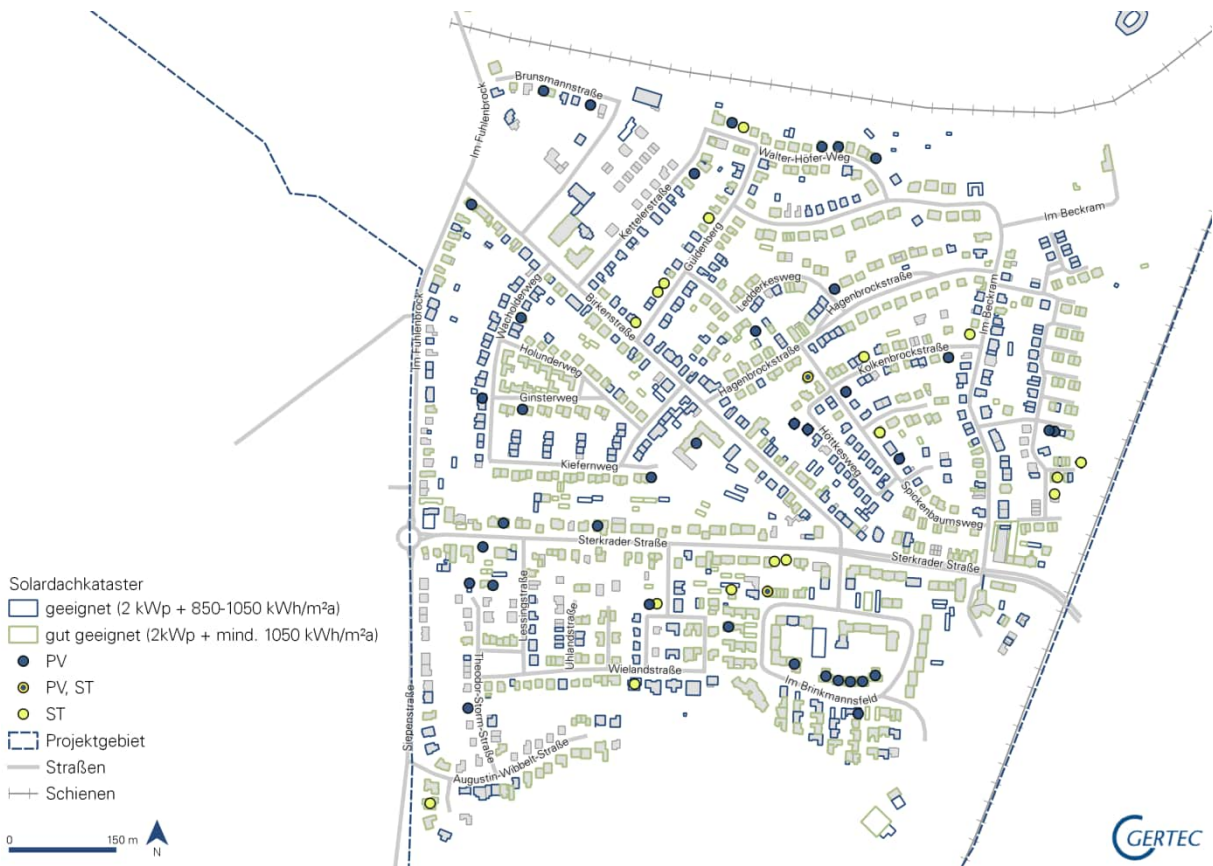 Brunsmannstraße
Im Fuhlenbrock
Walter-Höfer-Weg
Kettelerstraße
Im Beckram
Güldenberg
Ledderkesweg
Hagenbrockstraße
Wacholderweg
Birkenstraße
Im Fuhlenbrock
Im Beckram
Holunderweg
Hagenbrockstraße
Kolkenbrockstraße
Ginsterweg
Höttkesweg
Kiefernweg
Spickenbaumsweg
Sterkrader Straße
Sterkrader Straße
Solardachkataster
geeignet (2 kWp + 850-1050 kWh/m²a)
gut geeignet (2kWp + mind. 1050 kWh/m²a)
PV
PV, ST
ST
Projektgebiet
Straßen
Schienen
0 150 m
N
Lessingstraße
Uhlandstraße
Wielandstraße
Theodor-Storm-Straße
Im Brinkmannsfeld
Siepenstraße
Augustin-Wibbelt-Straße
GERTEC